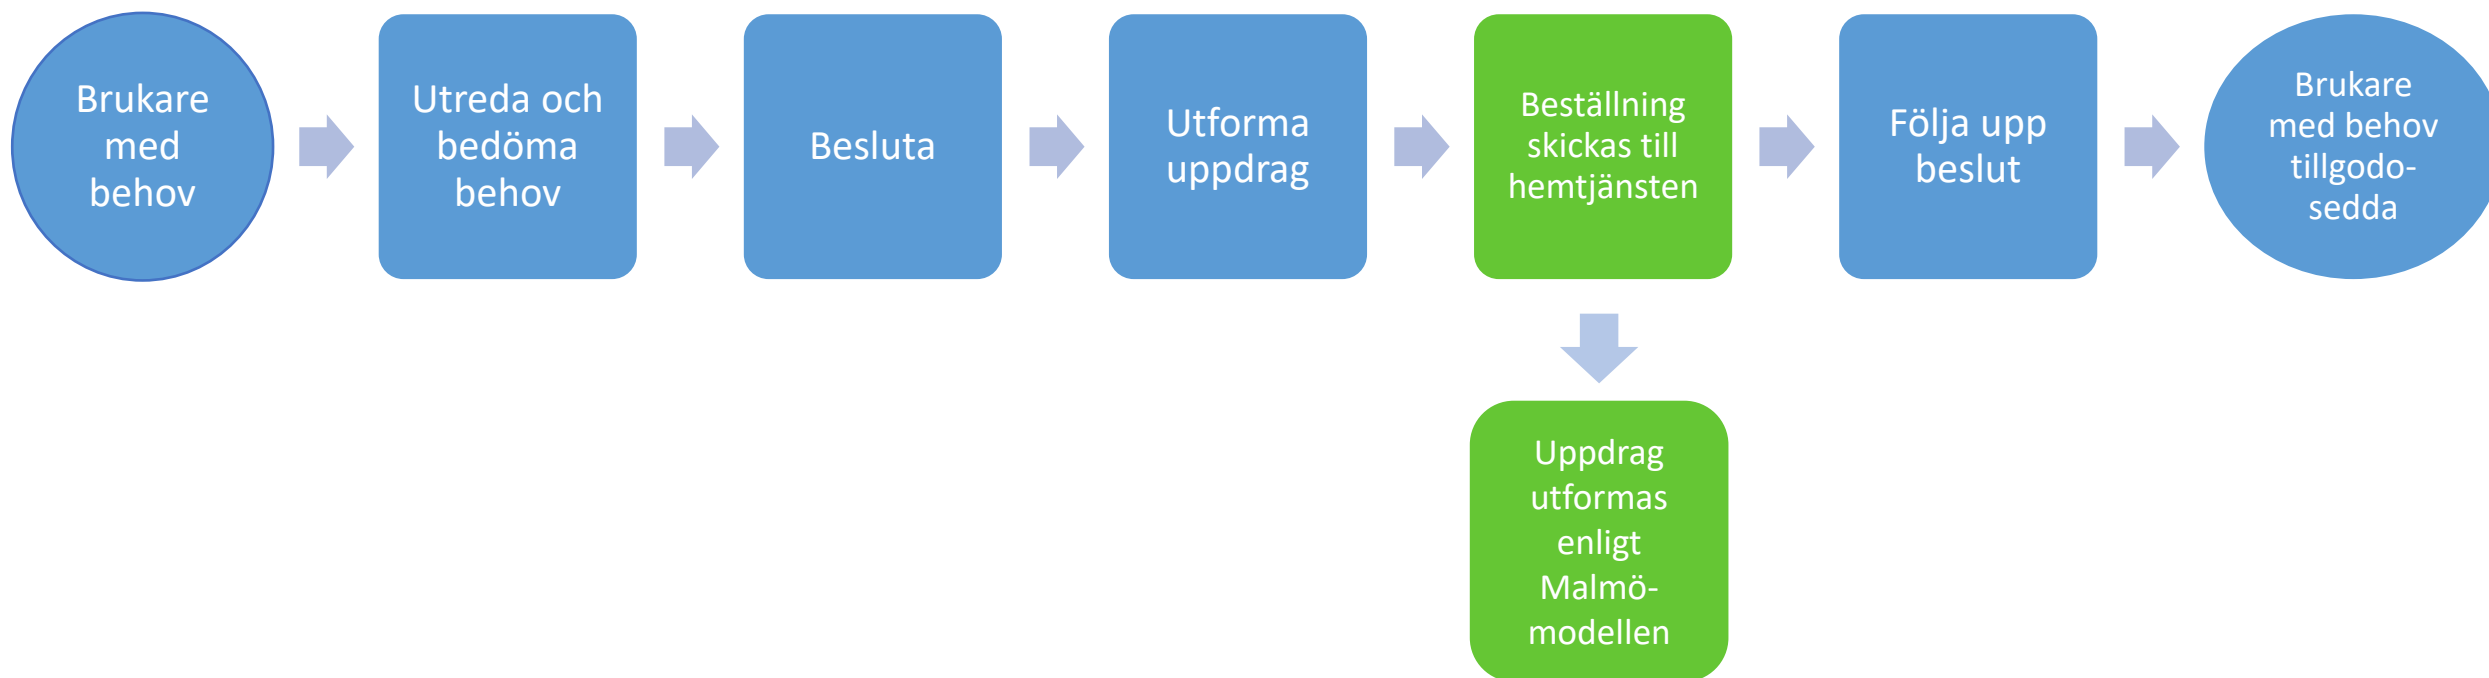 Brukare
med
behov
Utreda och
bedöma
behov
Besluta
Utforma
uppdrag
Beställning
skickas till
hemtjänsten
Följa upp
beslut
Brukare
med behov
tillgodo-
sedda
Uppdrag
utformas
enligt
Malmö-
modellen